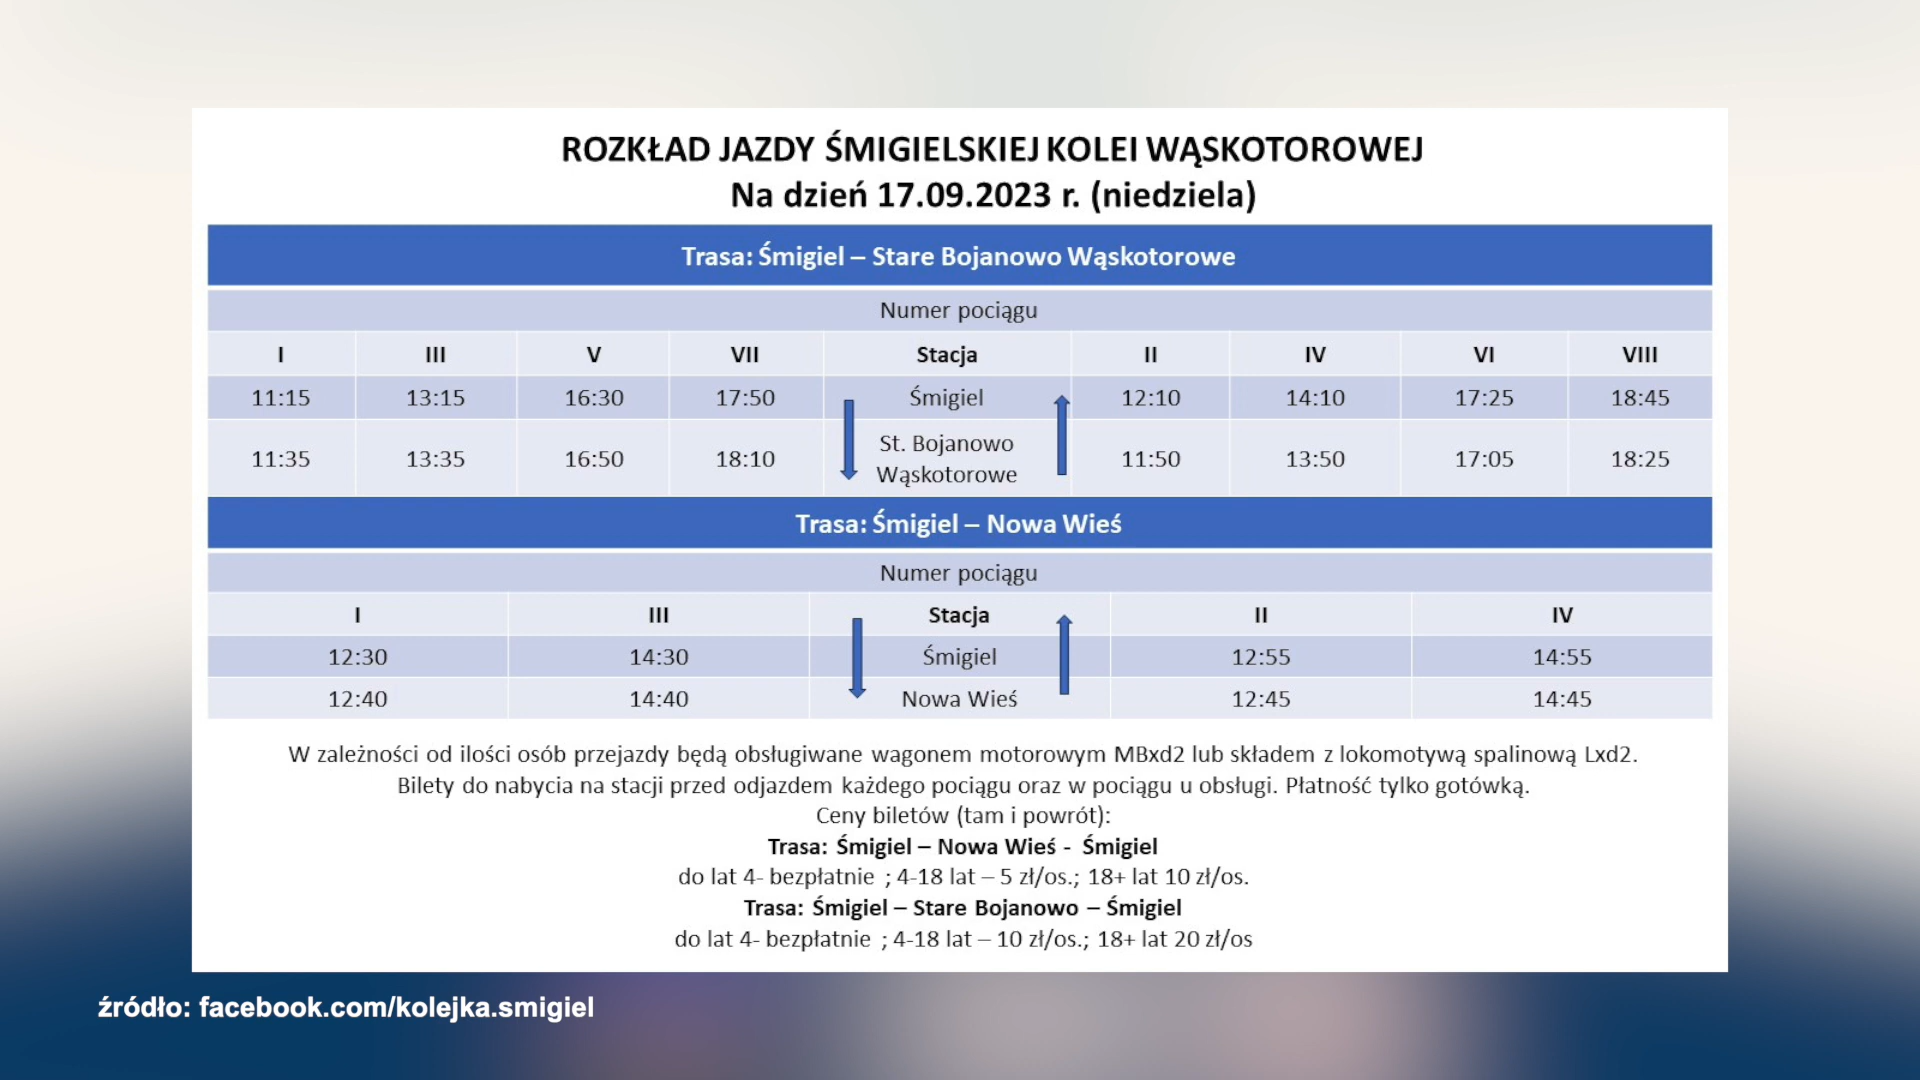 ROZKŁAD JAZDY ŚMIGIELSKIEJ KOLEI WĄSKOTOROWEJ
Na dzień 17.09.2023 r. (niedziela)
Trasa: Śmigiel – Stare Bojanowo Wąskotorowe
Numer pociągu
I III V VII Stacja II IV VI VIII
11:15 13:15 16:30 17:50 Śmigiel 12:10 14:10 17:25 18:45
11:35 13:35 16:50 18:10 St. Bojanowo Wąskotorowe 11:50 13:50 17:05 18:25
Trasa: Śmigiel – Nowa Wieś
Numer pociągu
I III Stacja II IV
12:30 14:30 Śmigiel 12:55 14:55
12:40 14:40 Nowa Wieś 12:45 14:45
W zależności od ilości osób przejazdy będą obsługiwane wagonem motorowym MBxd2 lub składem z lokomotywą spalinową Lxd2.
Bilety do nabycia na stacji przed odjazdem każdego pociągu oraz w pociągu u obsługi. Płatność tylko gotówką.
Ceny biletów (tam i powrót):
Trasa: Śmigiel – Nowa Wieś - Śmigiel
do lat 4- bezpłatnie ; 4-18 lat – 5 zł/os.; 18+ lat 10 zł/os.
Trasa: Śmigiel – Stare Bojanowo – Śmigiel
do lat 4- bezpłatnie ; 4-18 lat – 10 zł/os.; 18+ lat 20 zł/os
źródło: facebook.com/kolejka.smigiel